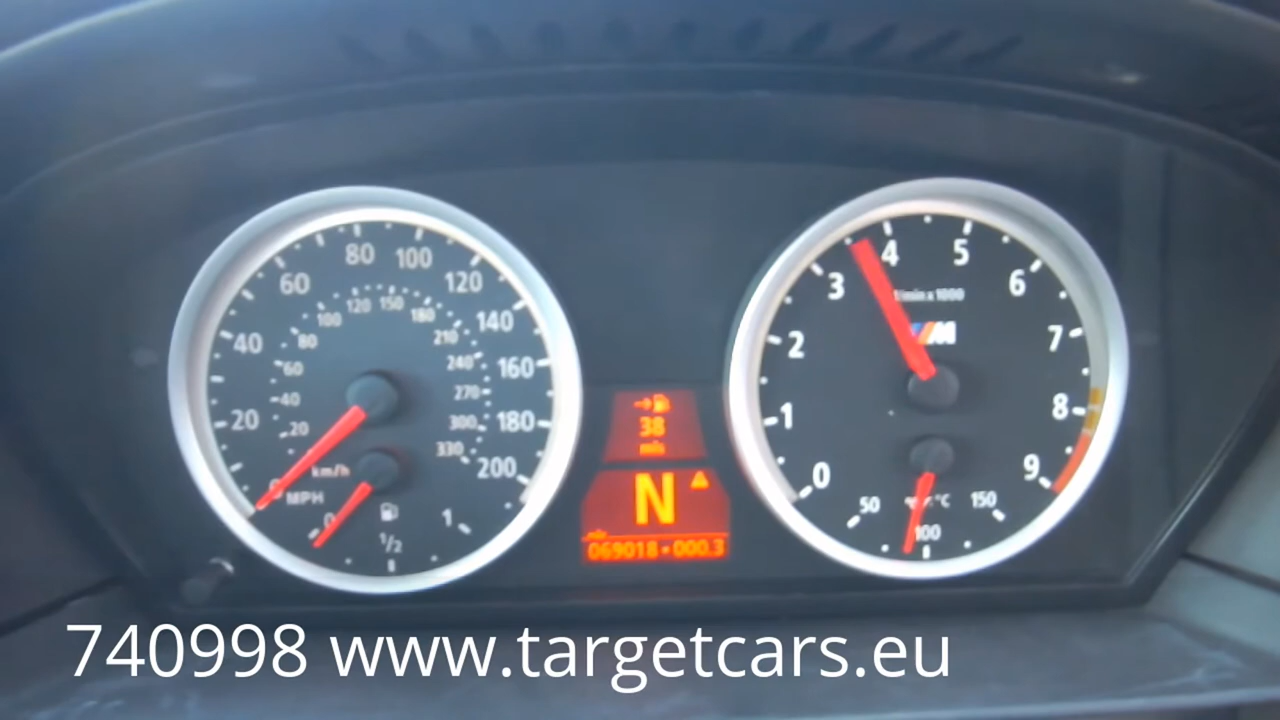 80 100
60 120
40 140
20 160
0 180
200
80 100 120 150 180
60 210
40 240
20 270
300
330
km/h
MPH
0 1/2 1
→ 38
min
N
069018•000.3
3 4 5 6
2 7
1 8
0 9
1/min x 1000
M
50 °C 150
100
740998 www.targetcars.eu